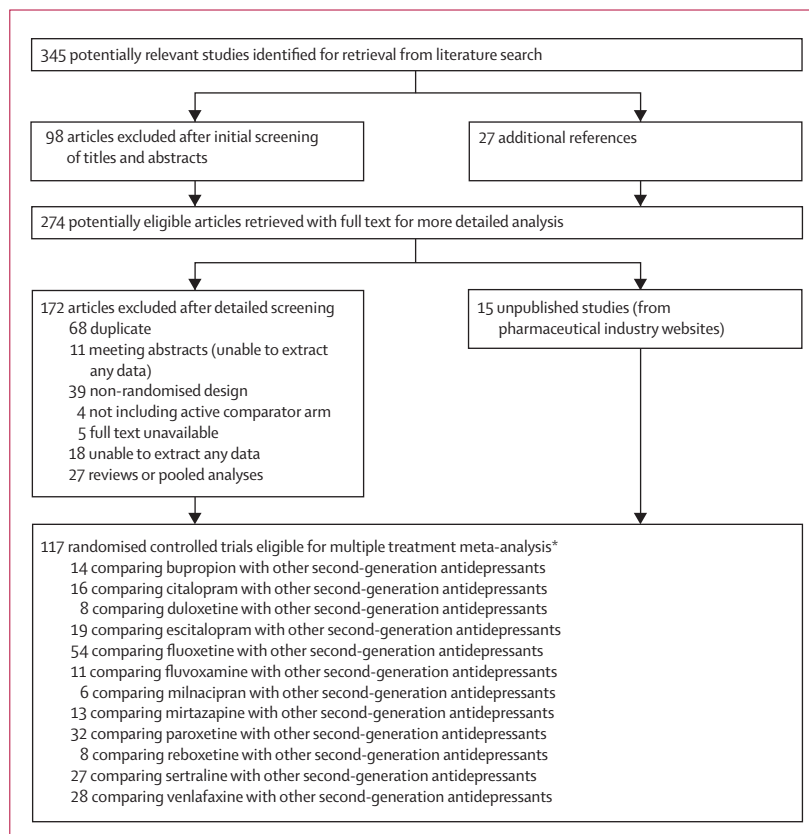 345 potentially relevant studies identified for retrieval from literature search
98 articles excluded after initial screening
of titles and abstracts
27 additional references
274 potentially eligible articles retrieved with full text for more detailed analysis
172 articles excluded after detailed screening
68 duplicate
11 meeting abstracts (unable to extract
any data)
39 non-randomised design
4 not including active comparator arm
5 full text unavailable
18 unable to extract any data
27 reviews or pooled analyses
15 unpublished studies (from
pharmaceutical industry websites)
117 randomised controlled trials eligible for multiple treatment meta-analysis*
14 comparing bupropion with other second-generation antidepressants
16 comparing citalopram with other second-generation antidepressants
8 comparing duloxetine with other second-generation antidepressants
19 comparing escitalopram with other second-generation antidepressants
54 comparing fluoxetine with other second-generation antidepressants
11 comparing fluvoxamine with other second-generation antidepressants
6 comparing milnacipran with other second-generation antidepressants
13 comparing mirtazapine with other second-generation antidepressants
32 comparing paroxetine with other second-generation antidepressants
8 comparing reboxetine with other second-generation antidepressants
27 comparing sertraline with other second-generation antidepressants
28 comparing venlafaxine with other second-generation antidepressants